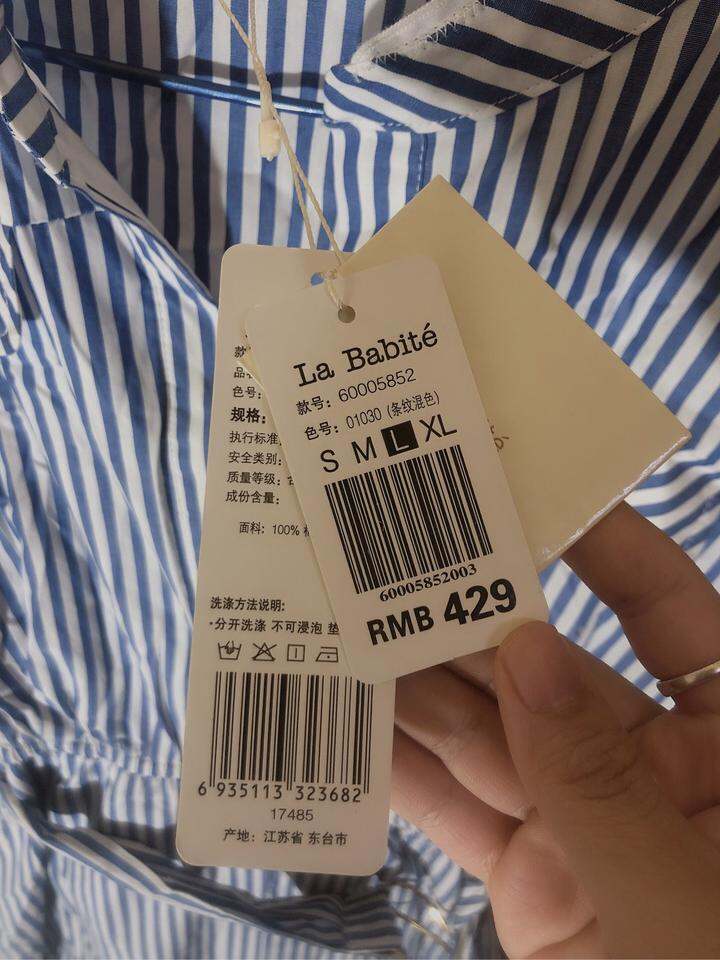 La Babité
款号: 60005852
色号: 01030 (条纹混色)
S M L XL
60005852003
RMB 429
色号:
规格:
执行标准
安全类别:
质量等级:
成份含量:
面料: 100%
洗涤方法说明:
·分开洗涤 不可浸泡 垫
6 935113 323682
17485
产地: 江苏省 东台市